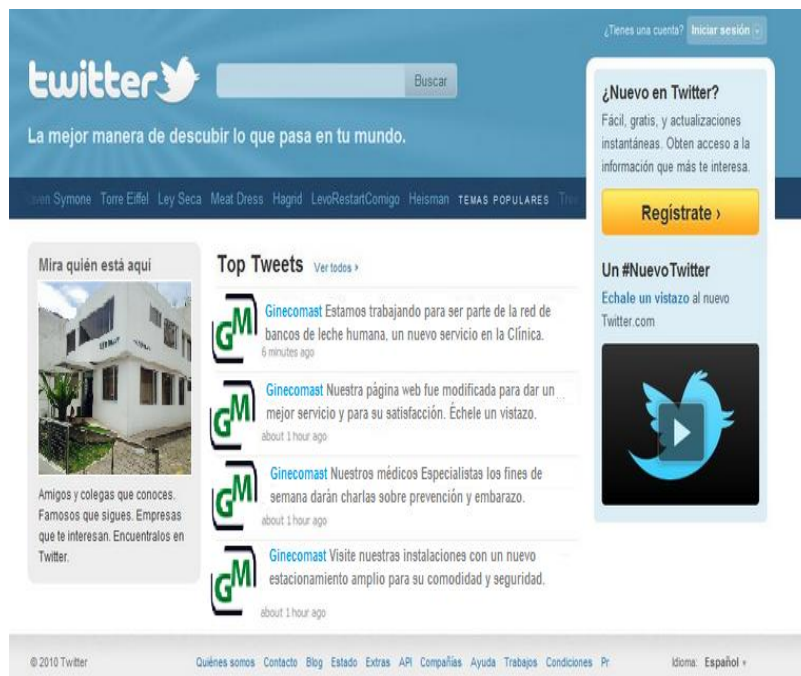 ¿Tienes una cuenta? Iniciar sesión
twitter
Buscar
La mejor manera de descubir lo que pasa en tu mundo.
Symone Torre Eiffel Ley Seca Meat Dress Hagrid LevoRestartComigo Heisman TEMAS POPULARES
¿Nuevo en Twitter?
Fácil, gratis, y actualizaciones
instantáneas. Obten acceso a la
información que más te interesa.
Regístrate ›
Un #NuevoTwitter
Echale un vistazo al nuevo
Twitter.com
Mira quién está aquí
Amigos y colegas que conoces.
Famosos que sigues. Empresas
que te interesan. Encuentralos en
Twitter.
Top Tweets Ver todos ›
GM
Ginecomast Estamos trabajando para ser parte de la red de
bancos de leche humana, un nuevo servicio en la Clínica.
6 minutes ago
GM
Ginecomast Nuestra página web fue modificada para dar un
mejor servicio y para su satisfacción. Échele un vistazo.
about 1 hour ago
GM
Ginecomast Nuestros médicos Especialistas los fines de
semana darán charlas sobre prevención y embarazo.
about 1 hour ago
GM
Ginecomast Visite nuestras instalaciones con un nuevo
estacionamiento amplio para su comodidad y seguridad.
about 1 hour ago
© 2010 Twitter Quiénes somos Contacto Blog Estado Extras API Compañías Ayuda Trabajos Condiciones Pr Idioma: Español